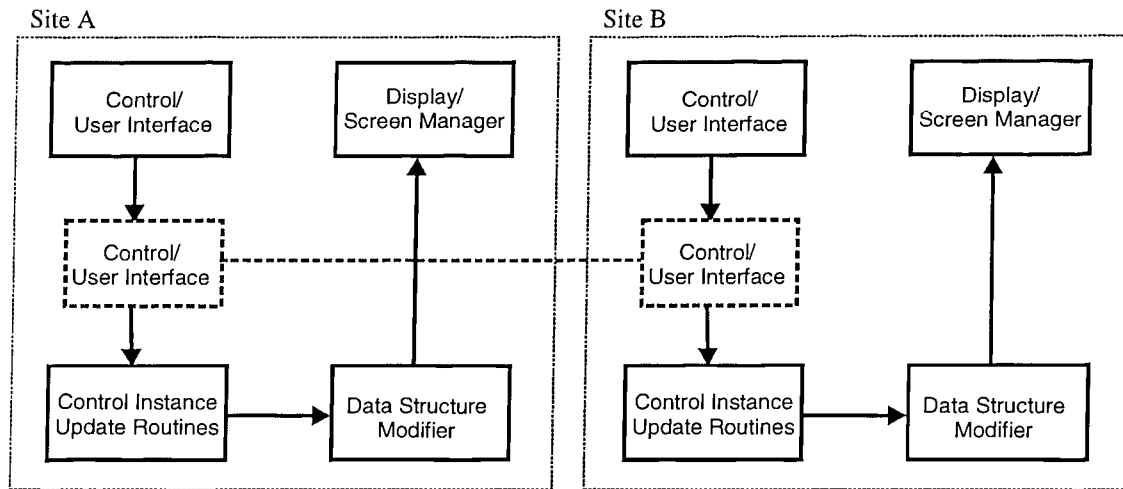 Site A
Control/
User Interface
Display/
Screen Manager
Control/
User Interface
Control Instance
Update Routines
Data Structure
Modifier
Site B
Control/
User Interface
Display/
Screen Manager
Control/
User Interface
Control Instance
Update Routines
Data Structure
Modifier